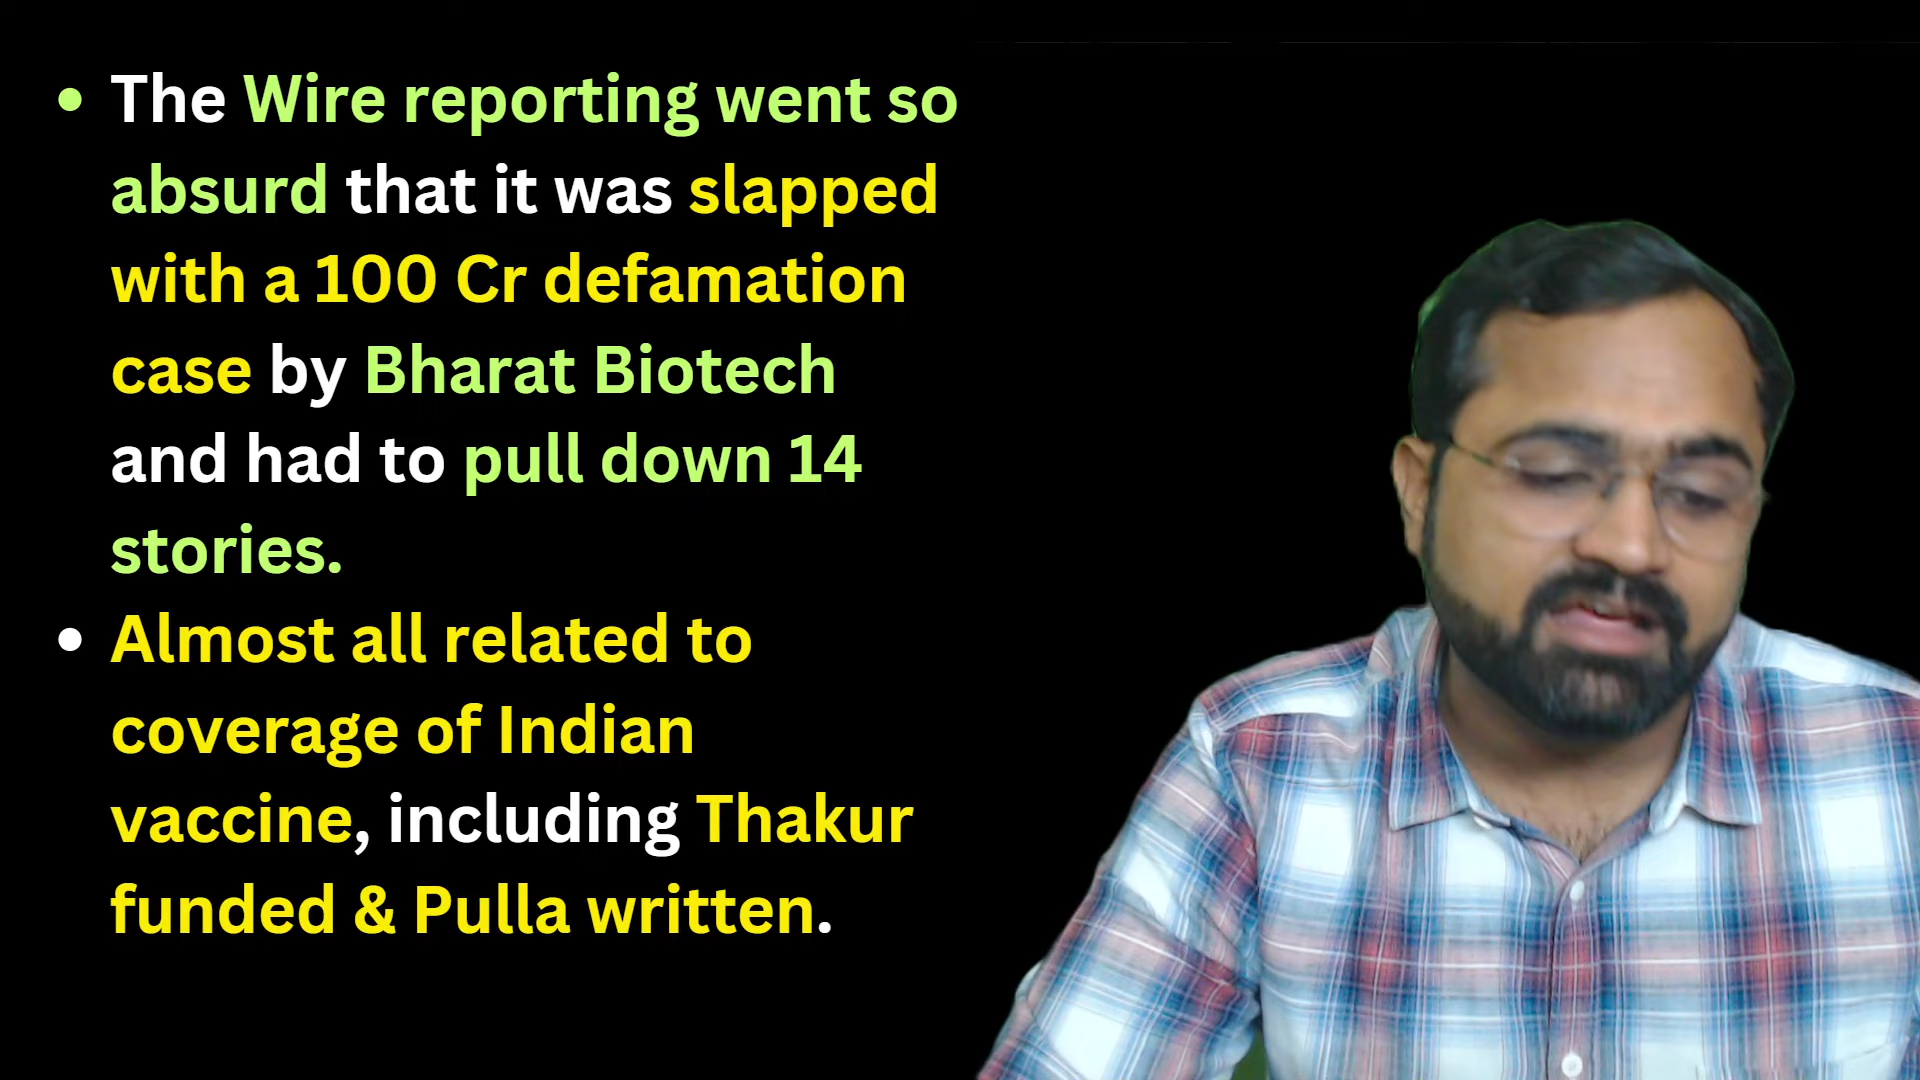 The Wire reporting went so
absurd that it was slapped
with a 100 Cr defamation
case by Bharat Biotech
and had to pull down 14
stories.
Almost all related to
coverage of Indian
vaccine, including Thakur
funded & Pulla written.